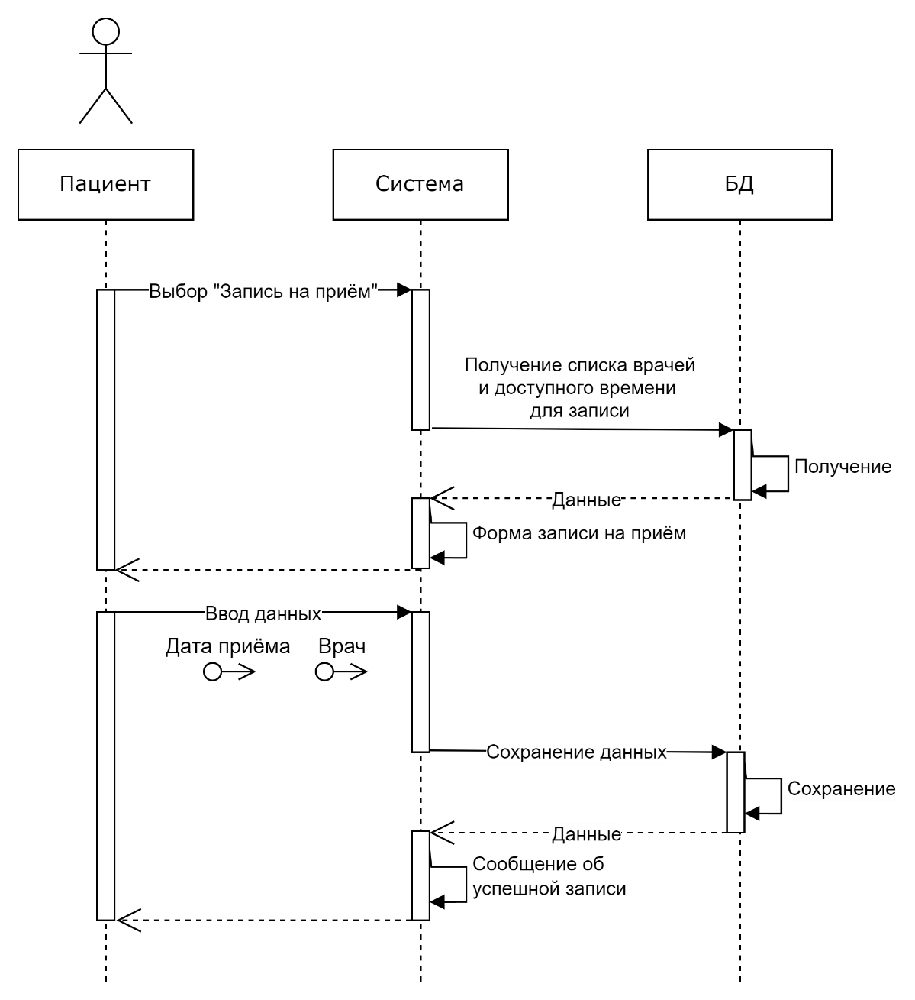 Пациент
Система
БД
Выбор "Запись на приём"
Получение списка врачей
и доступного времени
для записи
Получение
Данные
Форма записи на приём
Ввод данных
Дата приёма
Врач
Сохранение данных
Сохранение
Данные
Сообщение об
успешной записи